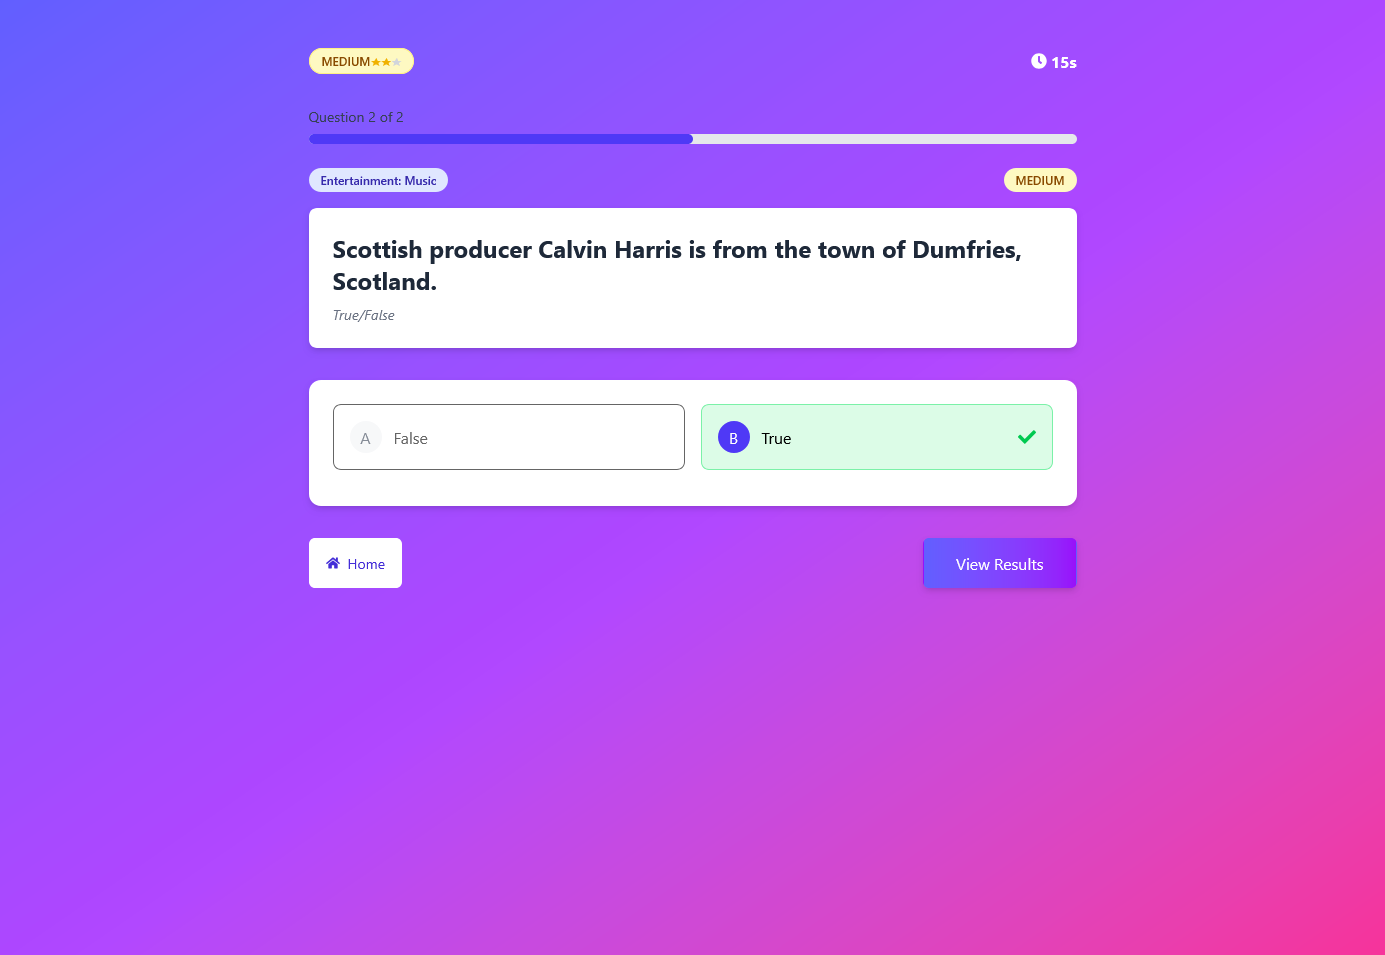 MEDIUM★★★
15s
Question 2 of 2
Entertainment: Music
MEDIUM
Scottish producer Calvin Harris is from the town of Dumfries,
Scotland.
True/False
A False
B True
Home
View Results